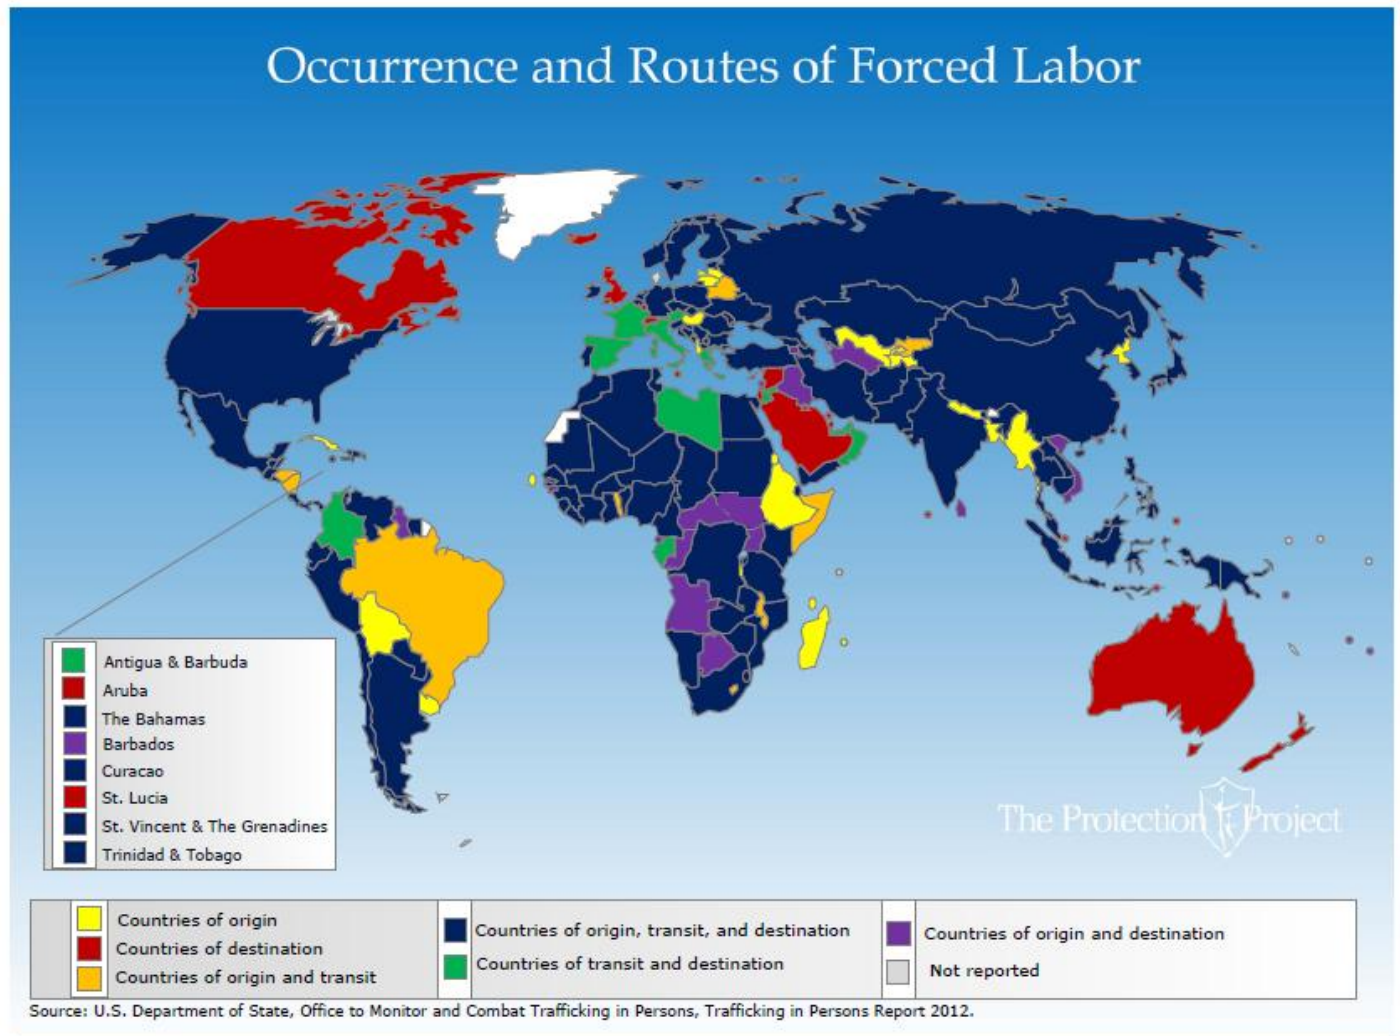 Occurrence and Routes of Forced Labor
Antigua & Barbuda
Aruba
The Bahamas
Barbados
Curacao
St. Lucia
St. Vincent & The Grenadines
Trinidad & Tobago
The Protection Project
Countries of origin
Countries of destination
Countries of origin and transit
Countries of origin, transit, and destination
Countries of transit and destination
Countries of origin and destination
Not reported
Source: U.S. Department of State, Office to Monitor and Combat Trafficking in Persons, Trafficking in Persons Report 2012.